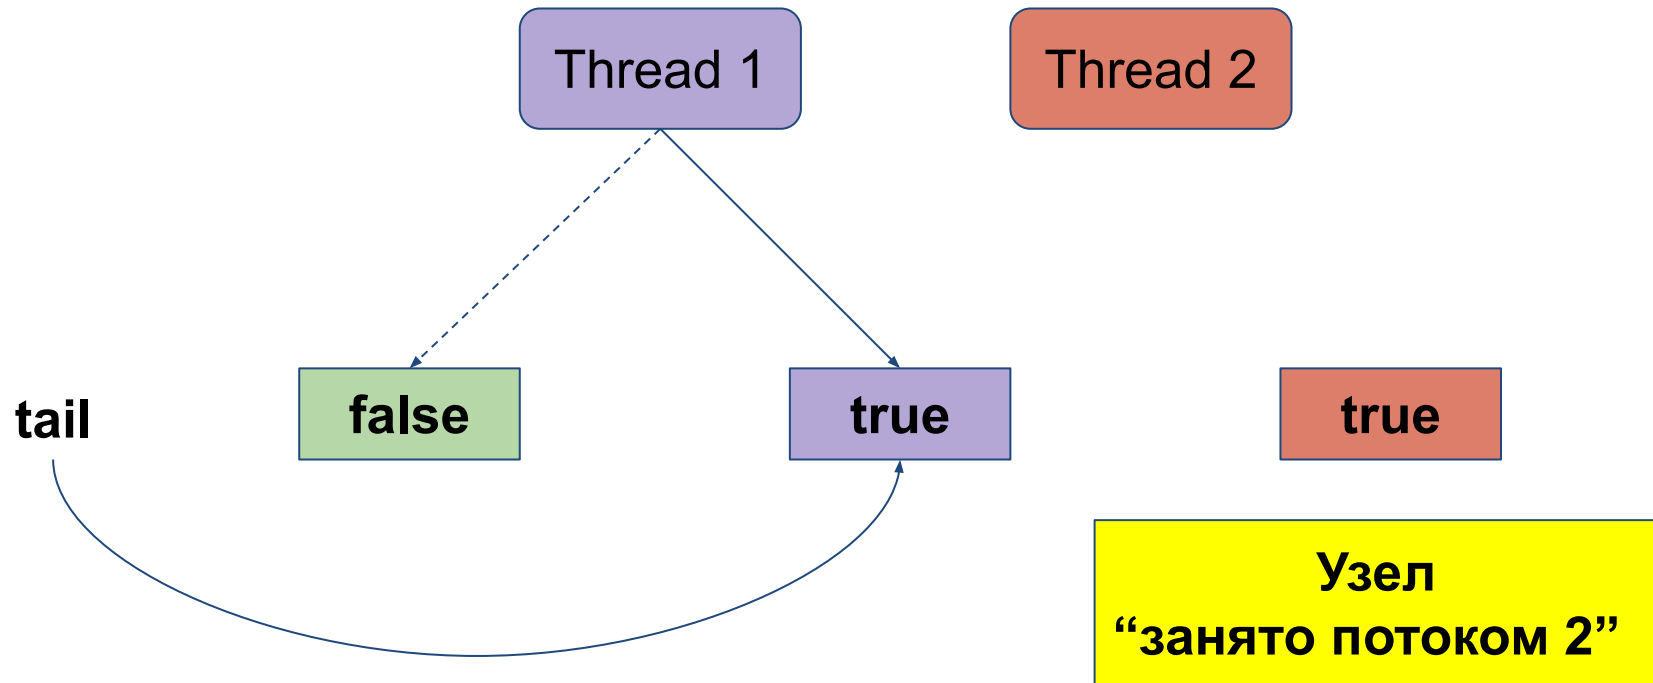 Thread 1
Thread 2
tail
false
true
true
Узел
“занято потоком 2”